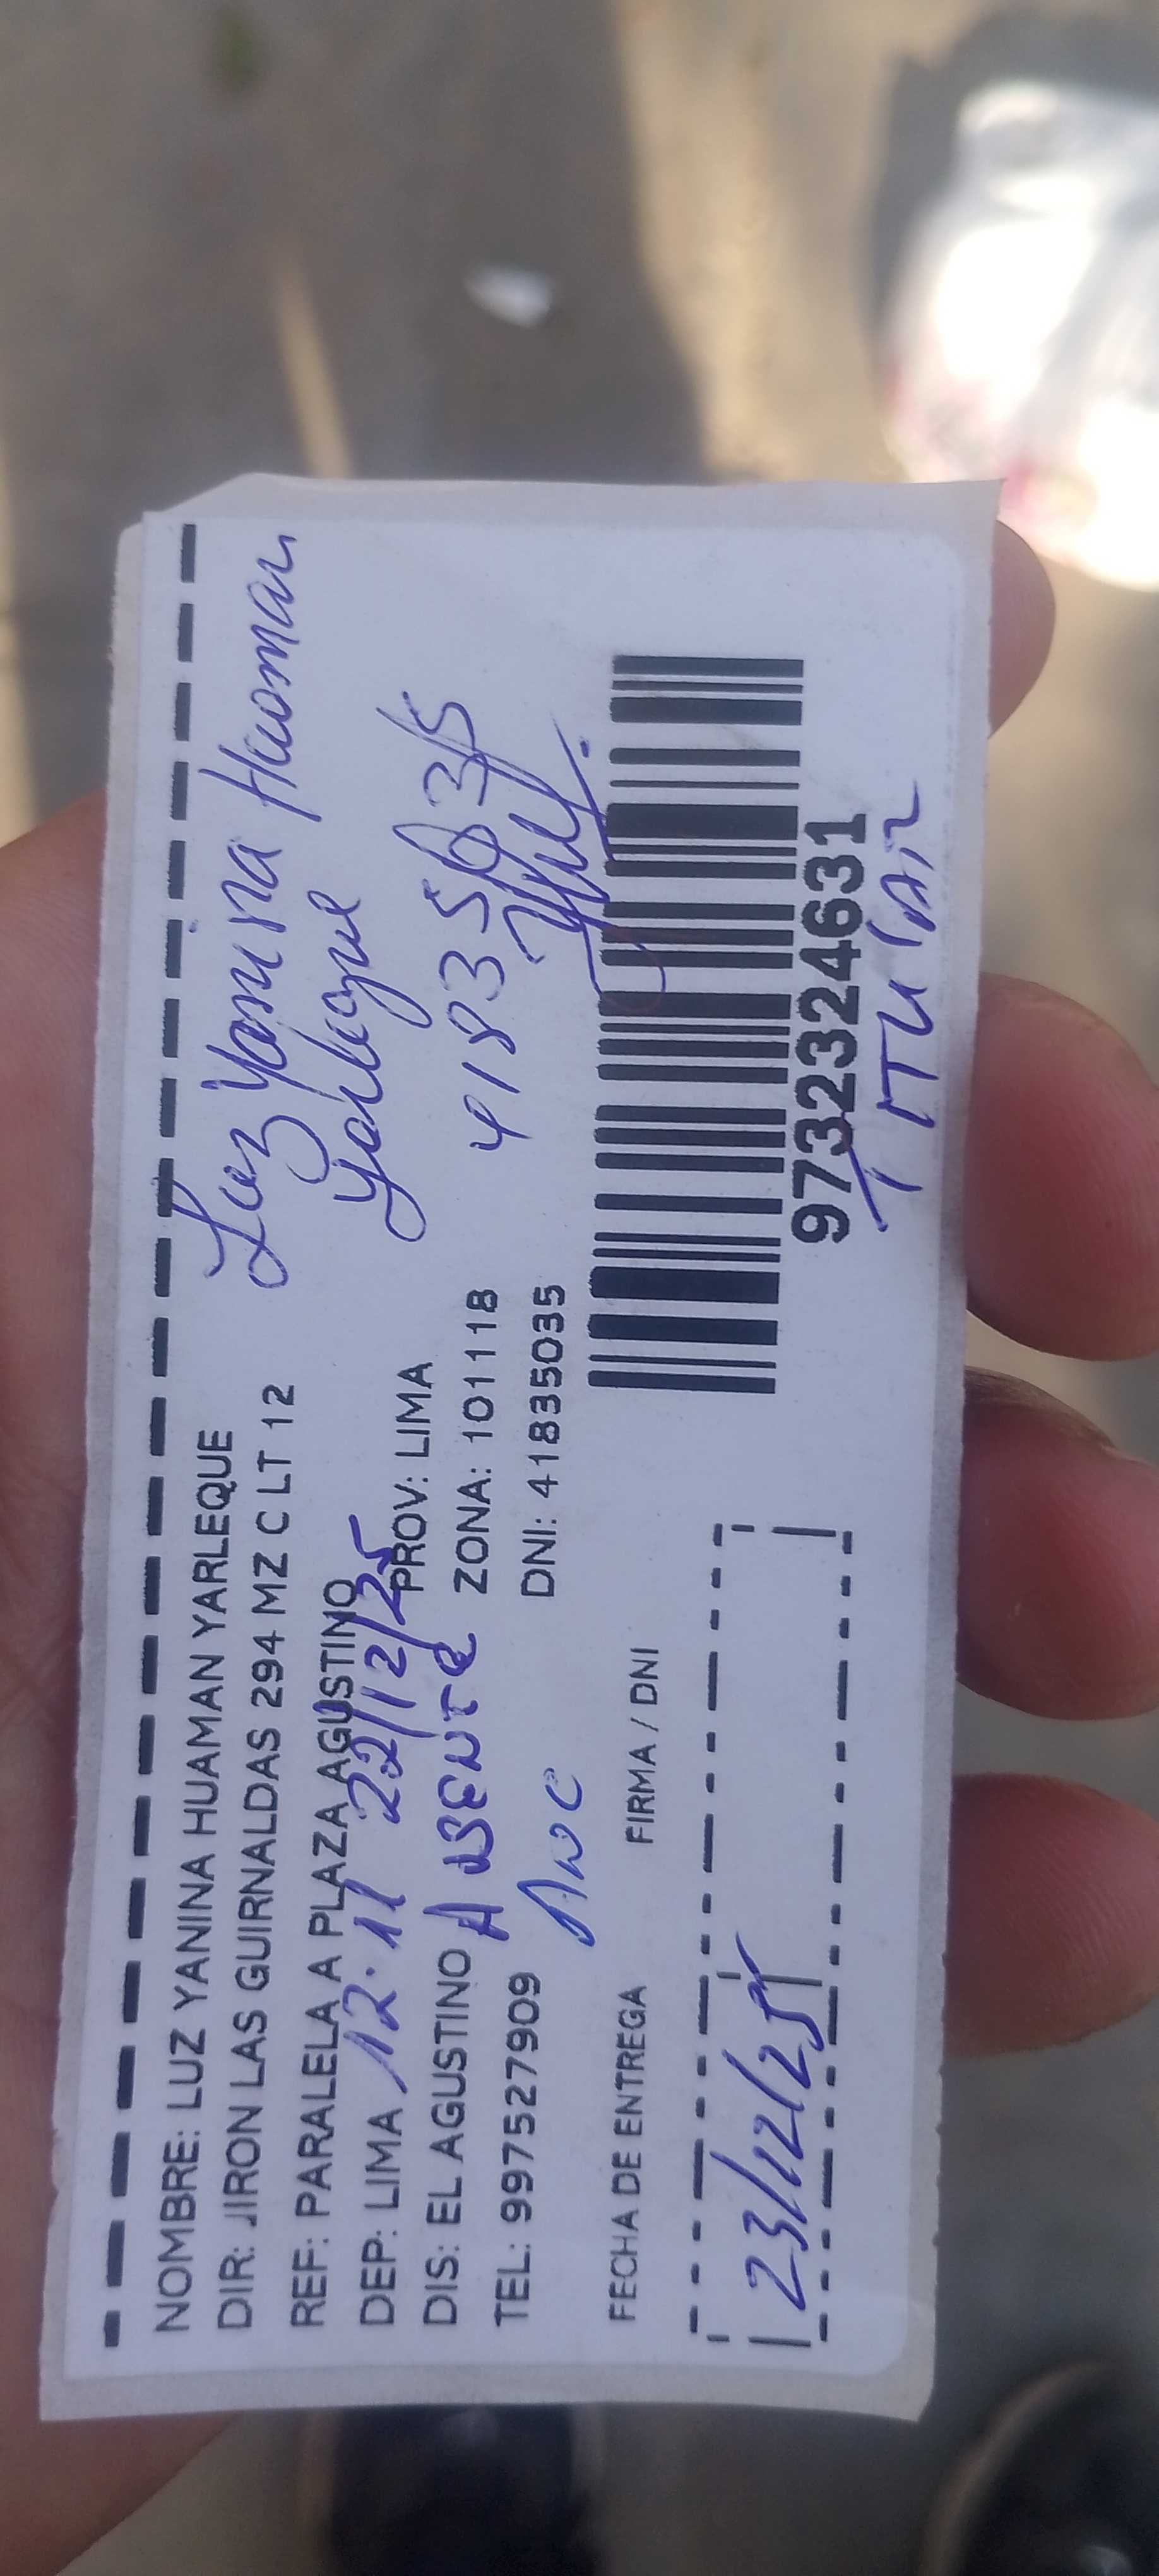 NOMBRE: LUZ YANINA HUAMAN YARLEQUE
DIR: JIRON LAS GUIRNALDAS 294 MZ C LT 12
REF: PARALELA A PLAZA AGUSTINO
DEP: LIMA
PROV: LIMA
12.11 22/12/25
DIS: EL AGUSTINO
ZONA: 101118
Ausente
TEL: 997527909
DNI: 41835035
Luz Yanina Huaman
Yarleque
FECHA DE ENTREGA
FIRMA / DNI
23/12/25
9732324631
TITULAR